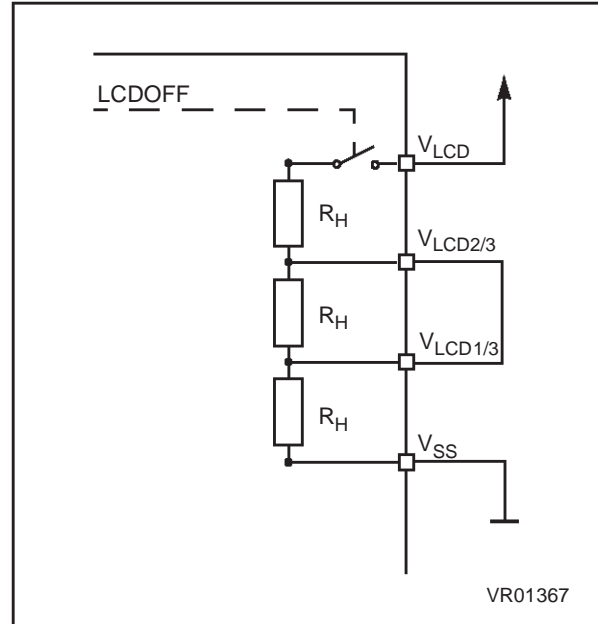 LCDOFF
VLCD
RH
VLCD2/3
RH
VLCD1/3
RH
VSS
VR01367